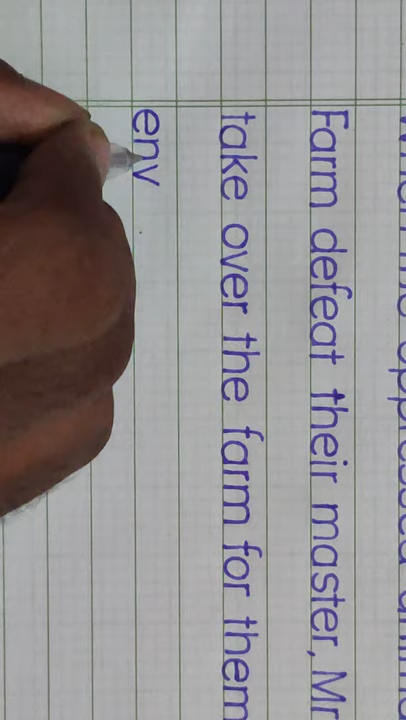 Farm defeat their master, Mr
take over the farm for them
env